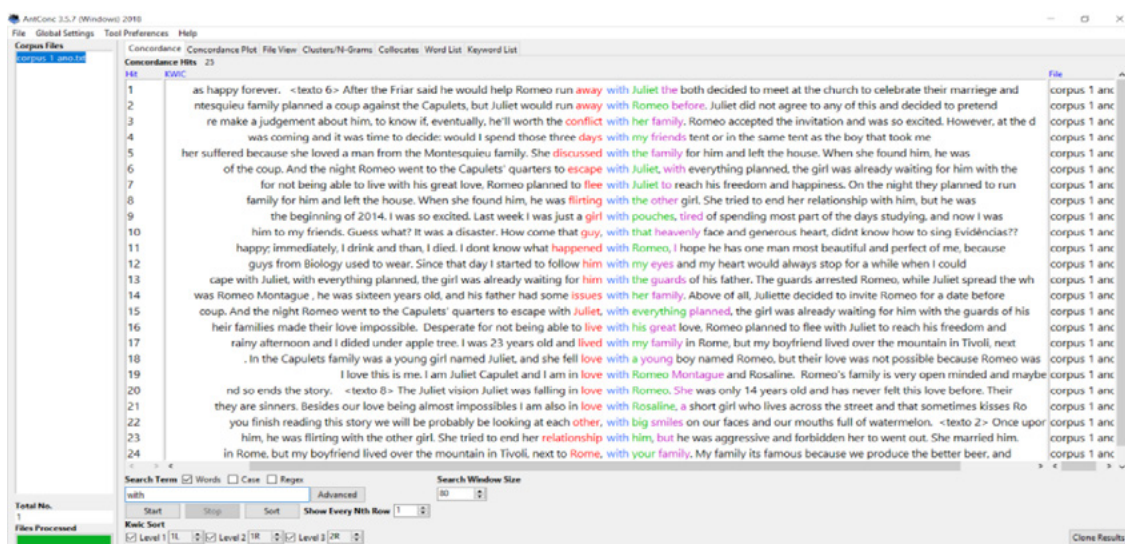 AntConc 3.5.7 (Windows) 2018
File Global Settings Tool Preferences Help
Corpus Files
corpus 1 ano.txt
Concordance Concordance Plot File View Clusters/N-Grams Collocates Word List Keyword List
Concordance Hits 25
Hit KWIC File
1 as happy forever. <texto 6> After the Friar said he would help Romeo run away with Juliet the both decided to meet at the church to celebrate their marriege and corpus 1 anc
2 ntesquieu family planned a coup against the Capulets, but Juliet would run away with Romeo before. Juliet did not agree to any of this and decided to pretend corpus 1 anc
3 re make a judgement about him, to know if, eventually, he'll worth the conflict with her family. Romeo accepted the invitation and was so excited. However, at the d corpus 1 anc
4 was coming and it was time to decide: would I spend those three days with my friends tent or in the same tent as the boy that took me corpus 1 anc
5 her suffered because she loved a man from the Montesquieu family. She discussed with the family for him and left the house. When she found him, he was corpus 1 anc
6 of the coup. And the night Romeo went to the Capulets' quarters to escape with Juliet, with everything planned, the girl was already waiting for him with the corpus 1 anc
7 for not being able to live with his great love, Romeo planned to flee with Juliet to reach his freedom and happiness. On the night they planned to run corpus 1 anc
8 family for him and left the house. When she found him, he was flirting with the other girl. She tried to end her relationship with him, but he was corpus 1 anc
9 the beginning of 2014. I was so excited. Last week I was just a girl with pouches, tired of spending most part of the days studying, and now I was corpus 1 anc
10 him to my friends. Guess what? It was a disaster. How come that guy, with that heavenly face and generous heart, didnt know how to sing Evidências?? corpus 1 anc
11 happy; immediately, I drink and than, I died. I dont know what happened with Romeo, I hope he has one man most beautiful and perfect of me, because corpus 1 anc
12 guys from Biology used to wear. Since that day I started to follow him with my eyes and my heart would always stop for a while when I could corpus 1 anc
13 cape with Juliet, with everything planned, the girl was already waiting for him with the guards of his father. The guards arrested Romeo, while Juliet spread the wh corpus 1 anc
14 was Romeo Montague , he was sixteen years old, and his father had some issues with her family. Above of all, Juliette decided to invite Romeo for a date before corpus 1 anc
15 coup. And the night Romeo went to the Capulets' quarters to escape with Juliet, with everything planned, the girl was already waiting for him with the guards of his corpus 1 anc
16 heir families made their love impossible. Desperate for not being able to live with his great love, Romeo planned to flee with Juliet to reach his freedom and corpus 1 anc
17 rainy afternoon and I dided under apple tree. I was 23 years old and lived with my family in Rome, but my boyfriend lived over the mountain in Tivoli, next corpus 1 anc
18 . In the Capulets family was a young girl named Juliet, and she fell love with a young boy named Romeo, but their love was not possible because Romeo was corpus 1 anc
19 I love this is me. I am Juliet Capulet and I am in love with Romeo Montague and Rosaline. Romeo's family is very open minded and maybe corpus 1 anc
20 nd so ends the story. <texto 8> The Juliet vision Juliet was falling in love with Romeo. She was only 14 years old and has never felt this love before. Their corpus 1 anc
21 they are sinners. Besides our love being almost impossibles I am also in love with Rosaline, a short girl who lives across the street and that sometimes kisses Ro corpus 1 anc
22 you finish reading this story we will be probably be looking at each other, with big smiles on our faces and our mouths full of watermelon. <texto 2> Once upon corpus 1 anc
23 him, he was flirting with the other girl. She tried to end her relationship with him, but he was aggressive and forbidden her to went out. She married him. corpus 1 anc
24 in Rome, but my boyfriend lived over the mountain in Tivoli, next to Rome, with your family. My family its famous because we produce the better beer, and corpus 1 anc
Search Term Words Case Regex Search Window Size
with Advanced 80
Total No.
1
Start Stop Sort Show Every Nth Row 1
Files Processed
Kwic Sort
Level 1 1L Level 2 1R Level 3 2R Clone Results